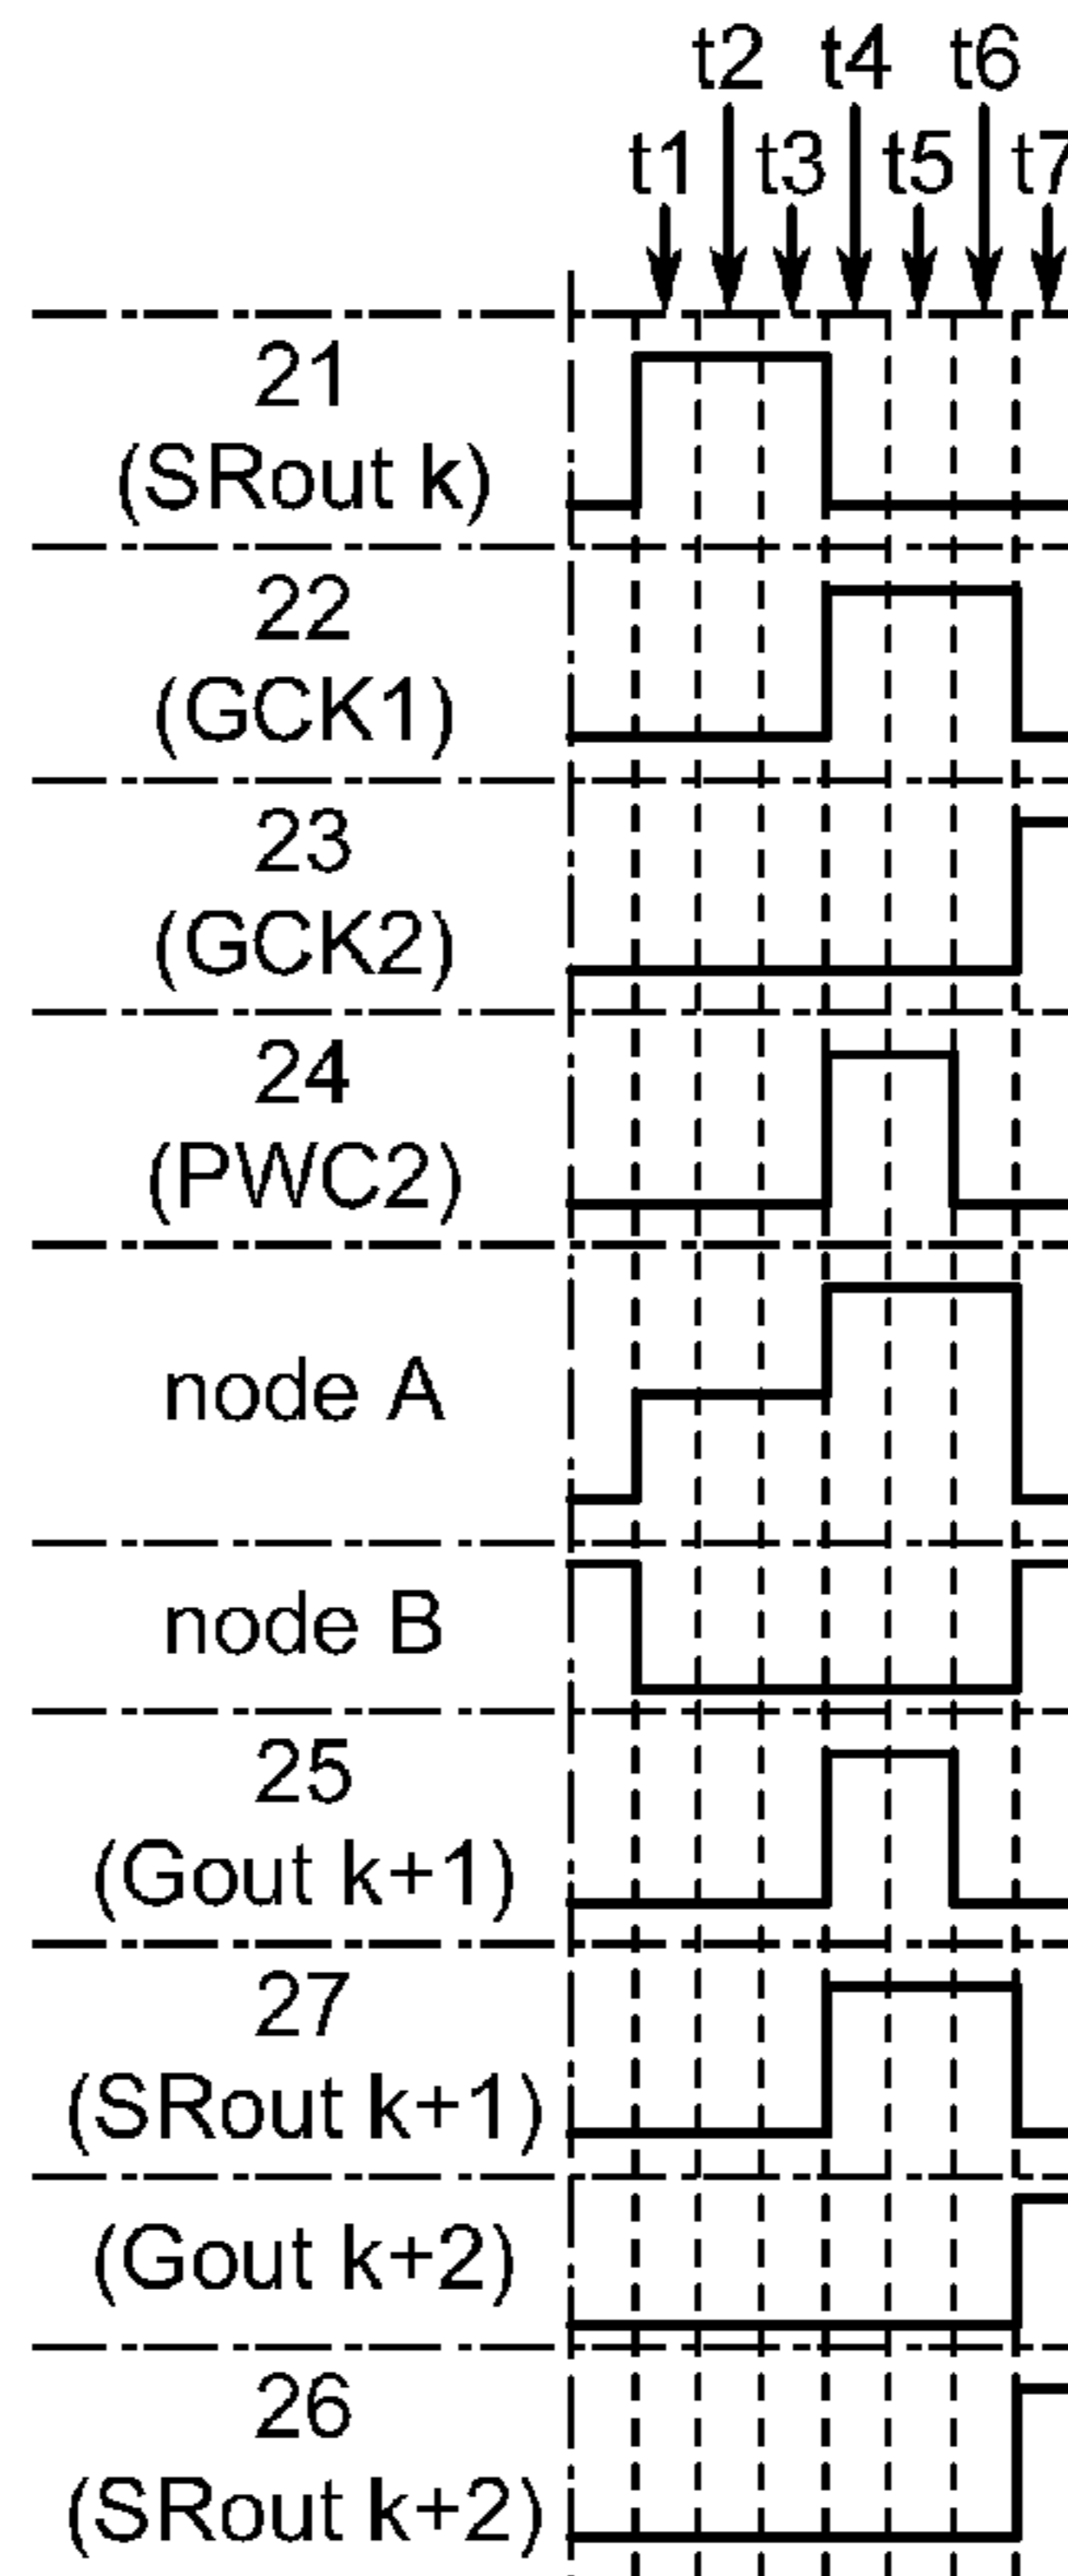 t2 t4 t6
t1 t3 t5 t7
21
(SRout k)
22
(GCK1)
23
(GCK2)
24
(PWC2)
node A
node B
25
(Gout k+1)
27
(SRout k+1)
(Gout k+2)
26
(SRout k+2)